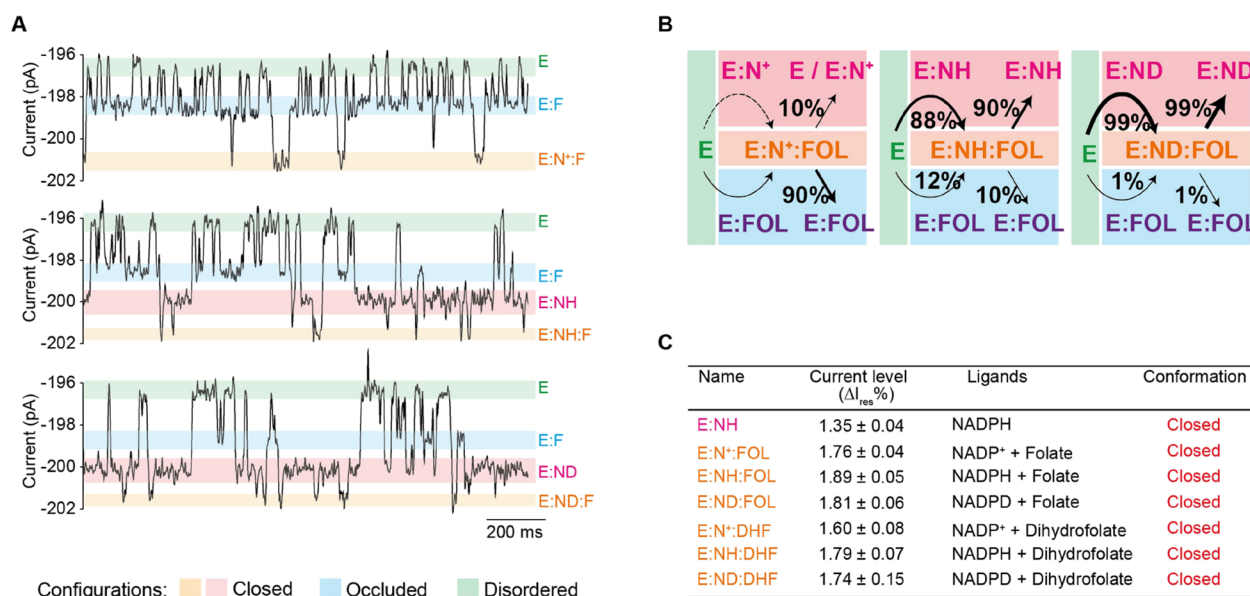 A
-196
-198
-200
-202
Current (pA)
E
E:F
E:N⁺:F
-196
-198
-200
-202
Current (pA)
E
E:F
E:NH
E:NH:F
-196
-198
-200
-202
Current (pA)
E
E:F
E:ND
E:ND:F
200 ms
Configurations: Closed Occluded Disordered
B
E:N⁺ E / E:N⁺
10%
E E:N⁺:FOL
90%
E:FOL E:FOL
E:NH E:NH
88% 90%
E E:NH:FOL
12% 10%
E:FOL E:FOL
E:ND E:ND
99% 99%
E E:ND:FOL
1% 1%
E:FOL E:FOL
C
Name Current level Ligands Conformation
(ΔIres%)
E:NH 1.35 ± 0.04 NADPH Closed
E:N⁺:FOL 1.76 ± 0.04 NADP⁺ + Folate Closed
E:NH:FOL 1.89 ± 0.05 NADPH + Folate Closed
E:ND:FOL 1.81 ± 0.06 NADPD + Folate Closed
E:N⁺:DHF 1.60 ± 0.08 NADP⁺ + Dihydrofolate Closed
E:NH:DHF 1.79 ± 0.07 NADPH + Dihydrofolate Closed
E:ND:DHF 1.74 ± 0.15 NADPD + Dihydrofolate Closed